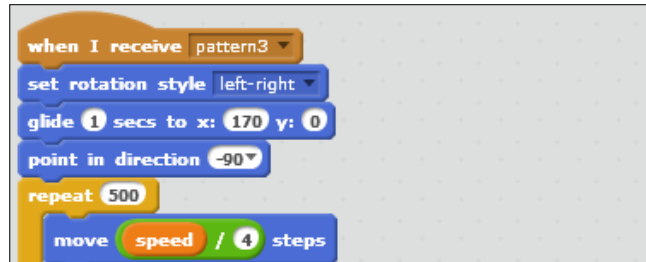 when I receive pattern3
set rotation style left-right
glide 1 secs to x: 170 y: 0
point in direction -90
repeat 500
move speed / 4 steps